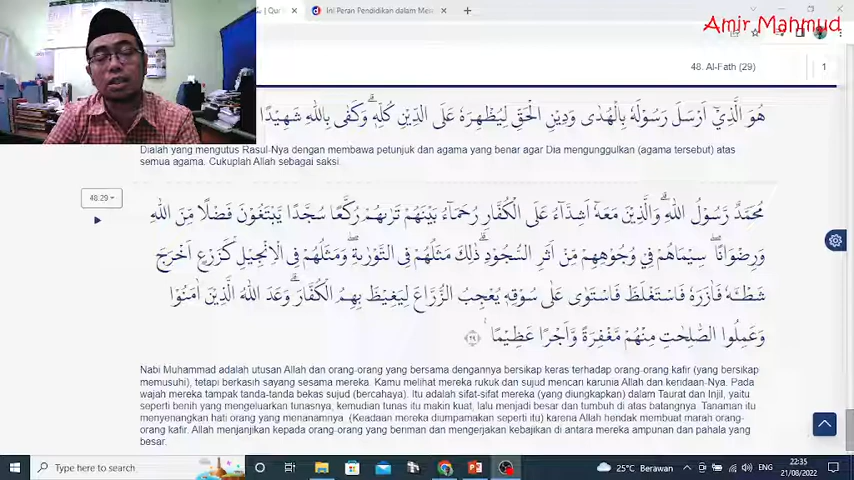 Amir Mahmud
| Qur'
Ini Peran Pendidikan dalam Mere
48. Al-Fath (29)
1
هُوَ الَّذِيْٓ اَرْسَلَ رَسُوْلَهٗ بِالْهُدٰى وَدِيْنِ الْحَقِّ لِيُظْهِرَهٗ عَلَى الدِّيْنِ كُلِّهٖ ۗوَكَفٰى بِاللّٰهِ شَهِيْدًا
Dialah yang mengutus Rasul-Nya dengan membawa petunjuk dan agama yang benar agar Dia mengunggulkan (agama tersebut) atas
semua agama. Cukuplah Allah sebagai saksi.
48:29
مُحَمَّدٌ رَّسُوْلُ اللّٰهِ ۗوَالَّذِيْنَ مَعَهٗٓ اَشِدَّاۤءُ عَلَى الْكُفَّارِ رُحَمَاۤءُ بَيْنَهُمْ تَرٰىهُمْ رُكَّعًا سُجَّدًا يَّبْتَغُوْنَ فَضْلًا مِّنَ اللّٰهِ
وَرِضْوَانًا ۖ سِيْمَاهُمْ فِيْ وُجُوْهِهِمْ مِّنْ اَثَرِ السُّجُوْدِ ۗذٰلِكَ مَثَلُهُمْ فِى التَّوْرٰىةِ ۖوَمَثَلُهُمْ فِى الْاِنْجِيْلِۚ كَزَرْعٍ اَخْرَجَ
شَطْـَٔهٗ فَاٰزَرَهٗ فَاسْتَغْلَظَ فَاسْتَوٰى عَلٰى سُوْقِهٖ يُعْجِبُ الزُّرَّاعَ لِيَغِيْظَ بِهِمُ الْكُفَّارَ ۗوَعَدَ اللّٰهُ الَّذِيْنَ اٰمَنُوْا
وَعَمِلُوا الصّٰلِحٰتِ مِنْهُمْ مَّغْفِرَةً وَّاَجْرًا عَظِيْمًا ࣖ ٢٩
Nabi Muhammad adalah utusan Allah dan orang-orang yang bersama dengannya bersikap keras terhadap orang-orang kafir (yang bersikap
memusuhi), tetapi berkasih sayang sesama mereka. Kamu melihat mereka rukuk dan sujud mencari karunia Allah dan keridaan-Nya. Pada
wajah mereka tampak tanda-tanda bekas sujud (bercahaya). Itu adalah sifat-sifat mereka (yang diungkapkan) dalam Taurat dan Injil, yaitu
seperti benih yang mengeluarkan tunasnya, kemudian tunas itu makin kuat, lalu menjadi besar dan tumbuh di atas batangnya. Tanaman itu
menyenangkan hati orang yang menanamnya. (Keadaan mereka diumpamakan seperti itu) karena Allah hendak membuat marah orang-
orang kafir. Allah menjanjikan kepada orang-orang yang beriman dan mengerjakan kebajikan di antara mereka ampunan dan pahala yang
besar.
Type here to search
25°C Berawan
ENG
22:35
21/08/2022